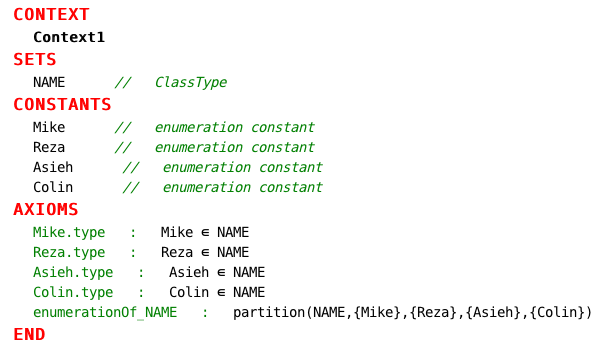 CONTEXT
Context1
SETS
NAME // ClassType
CONSTANTS
Mike // enumeration constant
Reza // enumeration constant
Asieh // enumeration constant
Colin // enumeration constant
AXIOMS
Mike.type : Mike ∈ NAME
Reza.type : Reza ∈ NAME
Asieh.type : Asieh ∈ NAME
Colin.type : Colin ∈ NAME
enumerationOf_NAME : partition(NAME,{Mike},{Reza},{Asieh},{Colin})
END